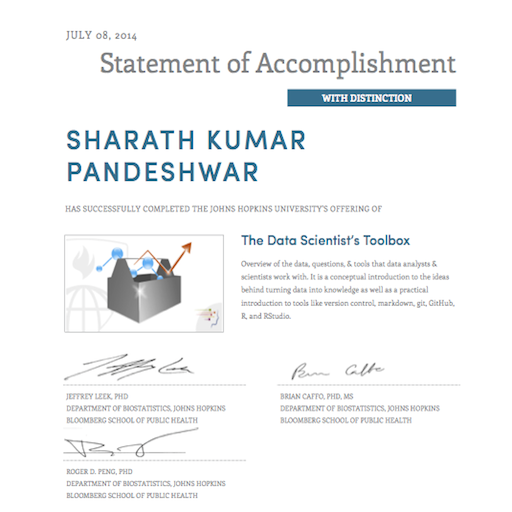 JULY 08, 2014
Statement of Accomplishment
WITH DISTINCTION
SHARATH KUMAR
PANDESHWAR
HAS SUCCESSFULLY COMPLETED THE JOHNS HOPKINS UNIVERSITY'S OFFERING OF
The Data Scientist's Toolbox
Overview of the data, questions, & tools that data analysts &
scientists work with. It is a conceptual introduction to the ideas
behind turning data into knowledge as well as a practical
introduction to tools like version control, markdown, git, GitHub,
R, and RStudio.
JEFFREY LEEK, PHD
DEPARTMENT OF BIOSTATISTICS, JOHNS HOPKINS
BLOOMBERG SCHOOL OF PUBLIC HEALTH
Brian Caffo
BRIAN CAFFO, PHD, MS
DEPARTMENT OF BIOSTATISTICS, JOHNS HOPKINS
BLOOMBERG SCHOOL OF PUBLIC HEALTH
ROGER D. PENG, PHD
DEPARTMENT OF BIOSTATISTICS, JOHNS HOPKINS
BLOOMBERG SCHOOL OF PUBLIC HEALTH